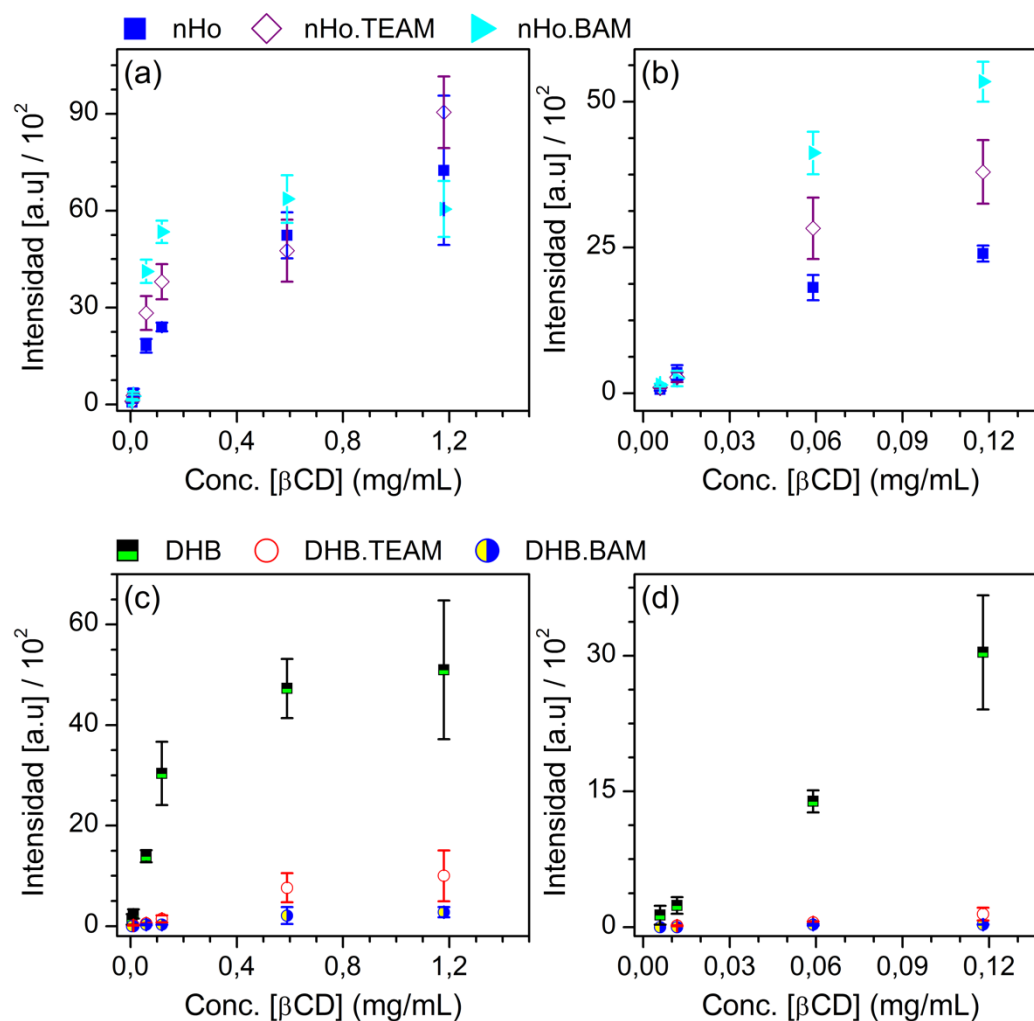 nHo nHo.TEAM nHo.BAM
(a)
Intensidad [a.u] / 10²
90
60
30
0
0,0 0,4 0,8 1,2
Conc. [βCD] (mg/mL)
(b)
Intensidad [a.u] / 10²
50
25
0
0,00 0,03 0,06 0,09 0,12
Conc. [βCD] (mg/mL)
DHB DHB.TEAM DHB.BAM
(c)
Intensidad [a.u] / 10²
60
40
20
0
0,0 0,4 0,8 1,2
Conc. [βCD] (mg/mL)
(d)
Intensidad [a.u] / 10²
30
15
0
0,00 0,03 0,06 0,09 0,12
Conc. [βCD] (mg/mL)